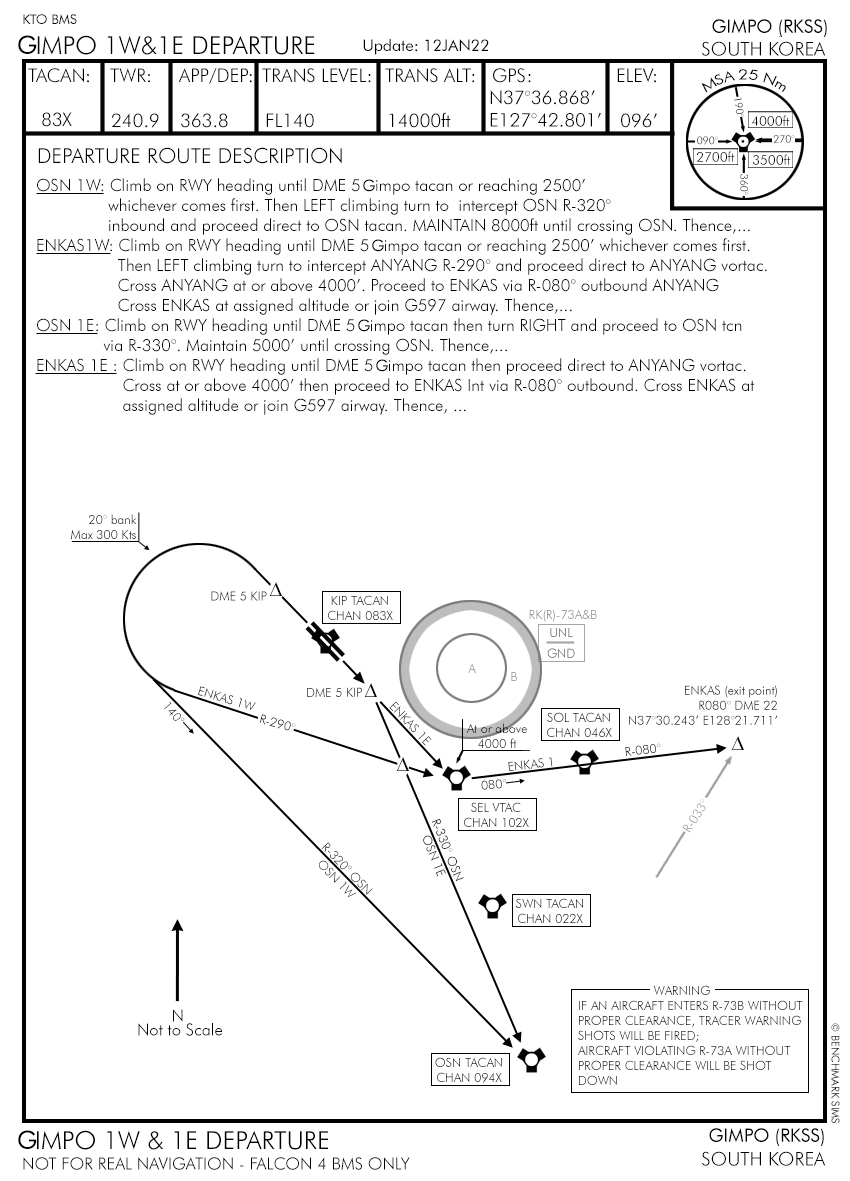 KTO BMS
GIMPO 1W&1E DEPARTURE
Update: 12JAN22
GIMPO (RKSS)
SOUTH KOREA
TACAN:
83X
TWR:
240.9
APP/DEP:
363.8
TRANS LEVEL:
FL140
TRANS ALT:
14000ft
GPS:
N37°36.868′
E127°42.801′
ELEV:
096′
MSA 25 Nm
190°
4000ft
090°
270°
2700ft
3500ft
360°
DEPARTURE ROUTE DESCRIPTION
OSN 1W: Climb on RWY heading until DME 5 Gimpo tacan or reaching 2500′
whichever comes first. Then LEFT climbing turn to intercept OSN R-320°
inbound and proceed direct to OSN tacan. MAINTAIN 8000ft until crossing OSN. Thence,...
ENKAS1W: Climb on RWY heading until DME 5 Gimpo tacan or reaching 2500′ whichever comes first.
Then LEFT climbing turn to intercept ANYANG R-290° and proceed direct to ANYANG vortac.
Cross ANYANG at or above 4000′. Proceed to ENKAS via R-080° outbound ANYANG
Cross ENKAS at assigned altitude or join G597 airway. Thence,...
OSN 1E: Climb on RWY heading until DME 5 Gimpo tacan then turn RIGHT and proceed to OSN tcn
via R-330°. Maintain 5000′ until crossing OSN. Thence,...
ENKAS 1E : Climb on RWY heading until DME 5 Gimpo tacan then proceed direct to ANYANG vortac.
Cross at or above 4000′ then proceed to ENKAS Int via R-080° outbound. Cross ENKAS at
assigned altitude or join G597 airway. Thence, ...
20° bank
Max 300 Kts
DME 5 KIP
KIP TACAN
CHAN 083X
RK(R)-73A&B
UNL
GND
A
B
DME 5 KIP
ENKAS (exit point)
R080° DME 22
N37°30.243′ E128°21.711′
ENKAS 1W
R-290°
140°
ENKAS 1E
At or above
4000 ft
SOL TACAN
CHAN 046X
R-080°
ENKAS 1
080°
SEL VTAC
CHAN 102X
R-033°
R-330° OSN
OSN 1E
R-320° OSN
OSN 1W
SWN TACAN
CHAN 022X
N
Not to Scale
OSN TACAN
CHAN 094X
WARNING
IF AN AIRCRAFT ENTERS R-73B WITHOUT
PROPER CLEARANCE, TRACER WARNING
SHOTS WILL BE FIRED;
AIRCRAFT VIOLATING R-73A WITHOUT
PROPER CLEARANCE WILL BE SHOT
DOWN
© BENCHMARK SIMS
GIMPO 1W & 1E DEPARTURE
NOT FOR REAL NAVIGATION - FALCON 4 BMS ONLY
GIMPO (RKSS)
SOUTH KOREA